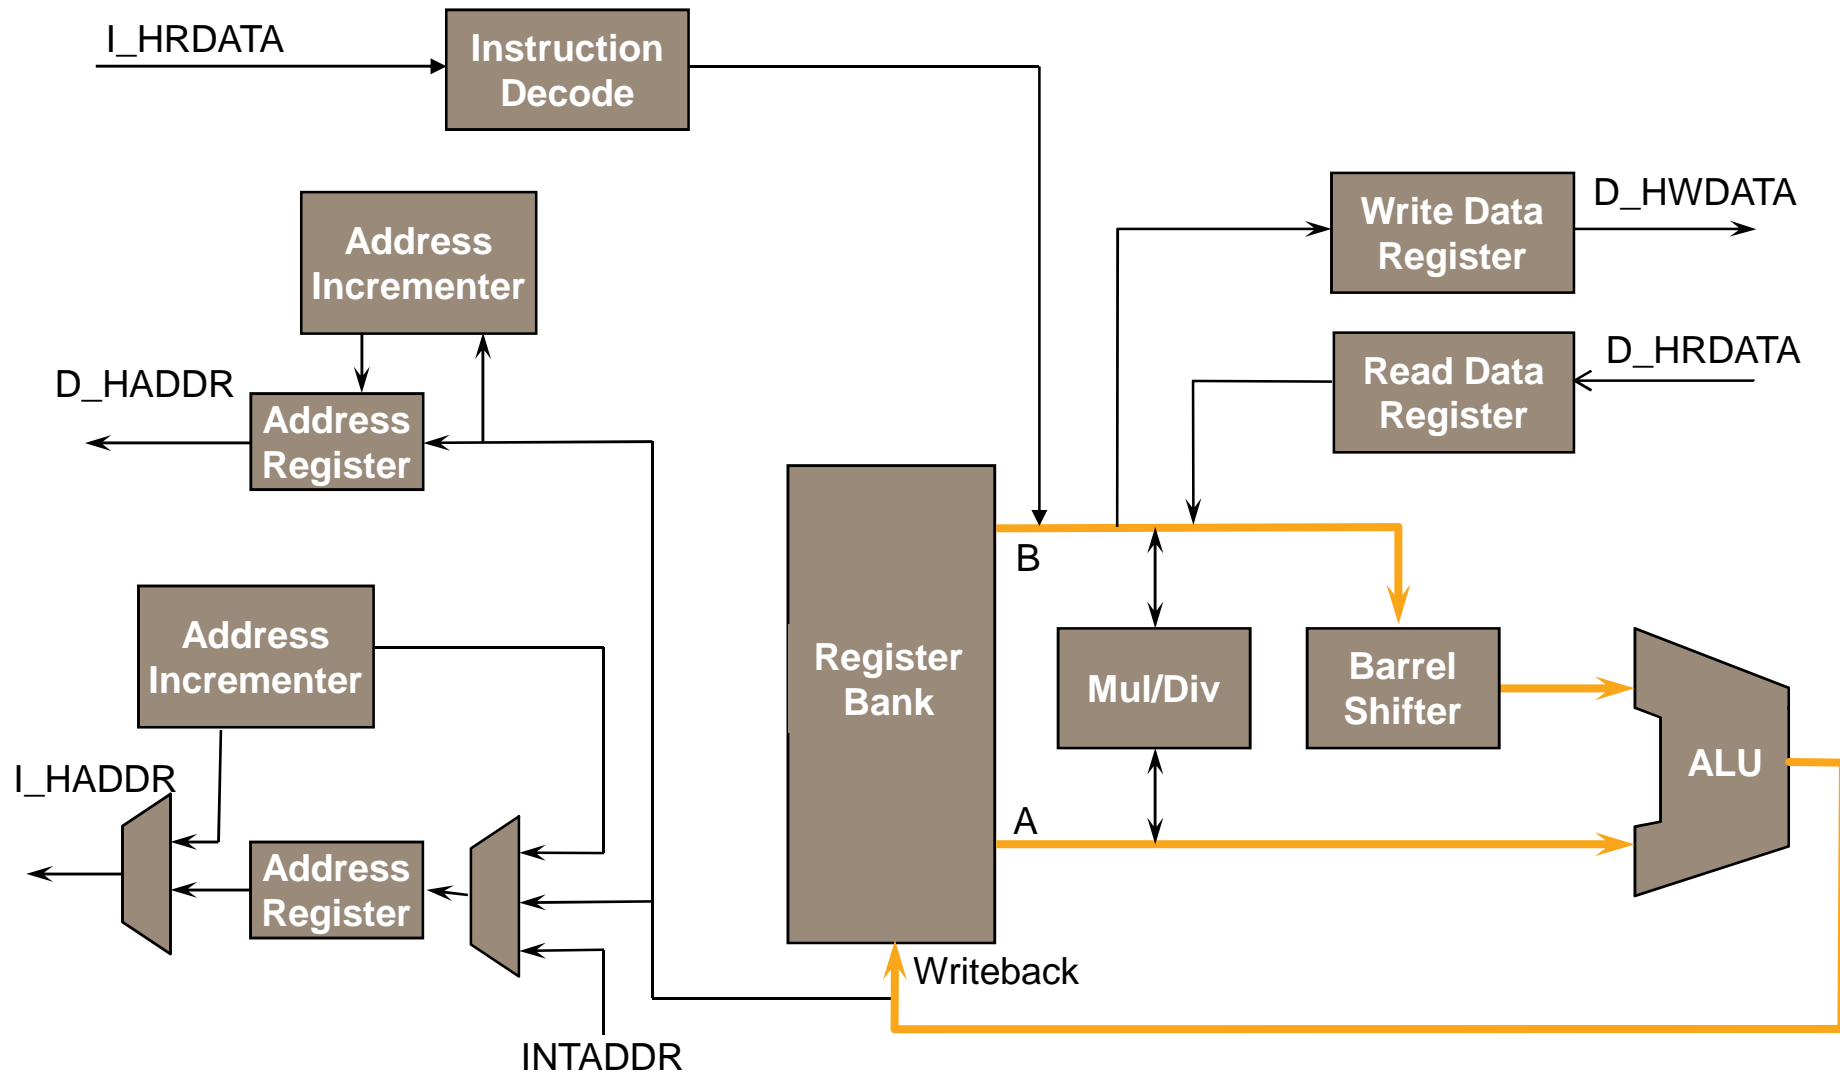 I_HRDATA
Instruction
Decode
Address
Incrementer
Write Data
Register
D_HWDATA
Read Data
Register
D_HRDATA
D_HADDR
Address
Register
B
Address
Incrementer
Register
Bank
Mul/Div
Barrel
Shifter
ALU
I_HADDR
A
Address
Register
Writeback
INTADDR